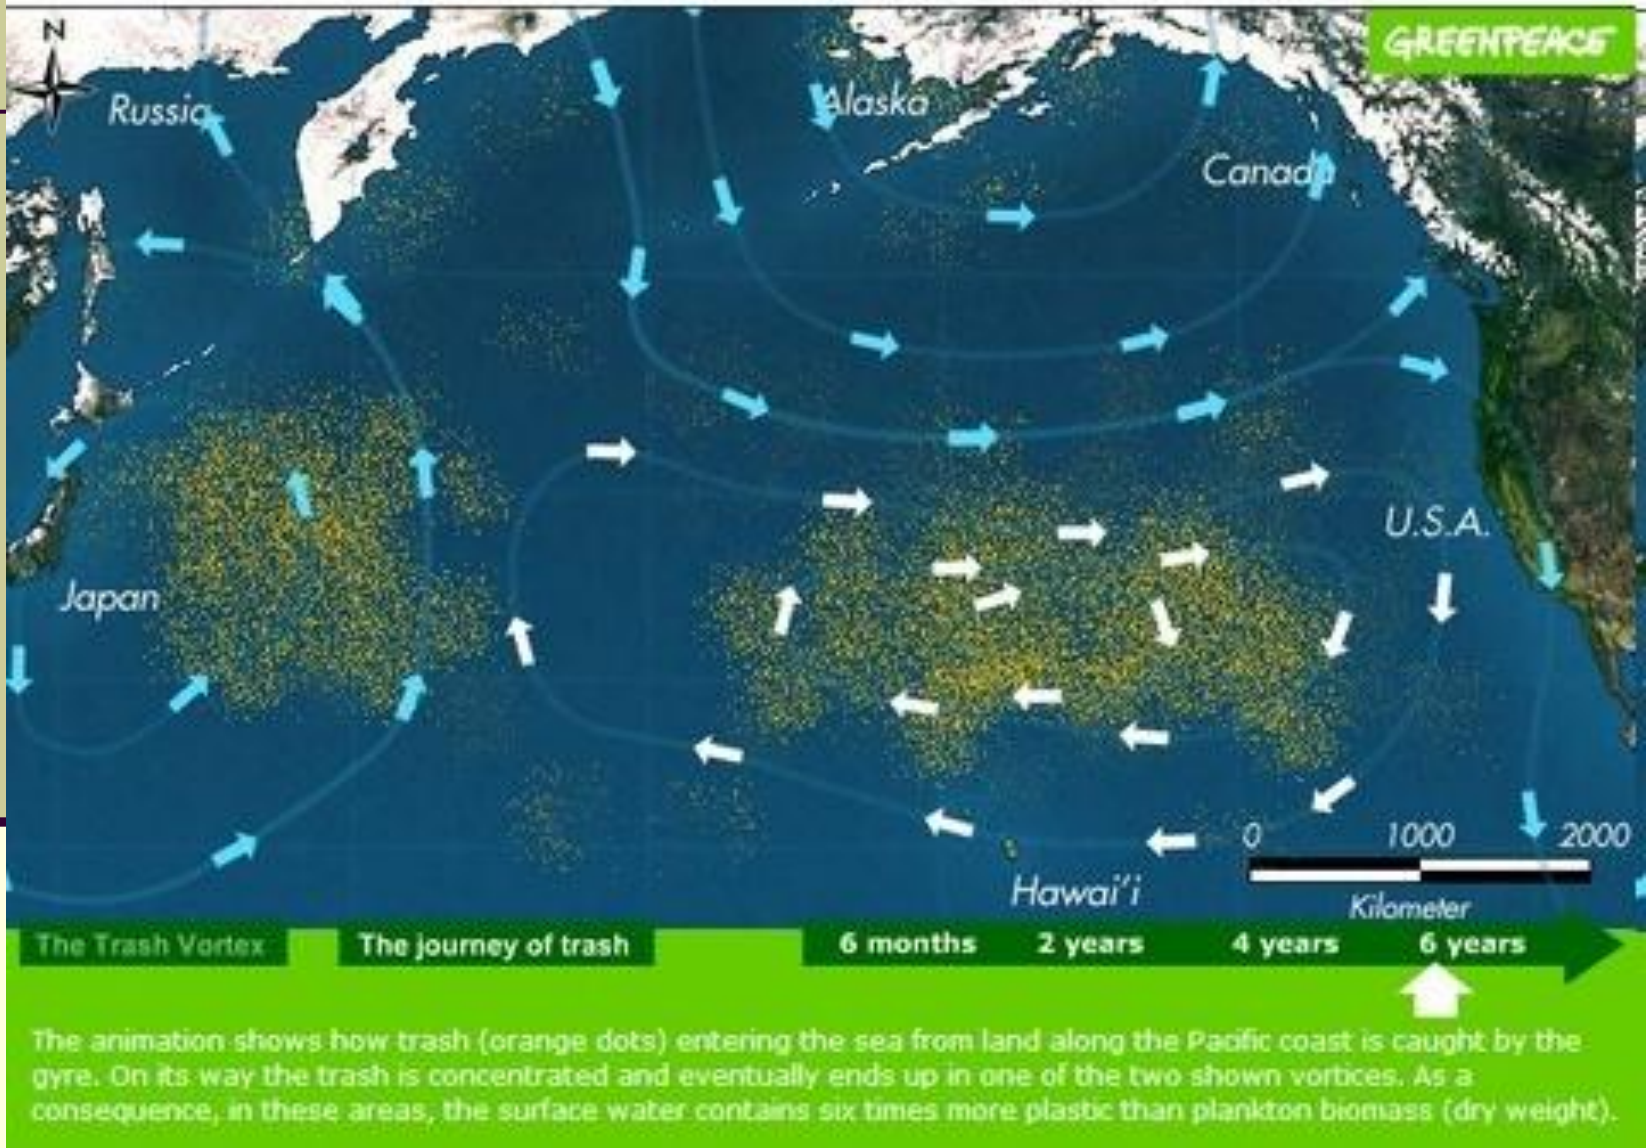 N
GREENPEACE
Russia
Alaska
Canada
U.S.A.
Japan
0 1000 2000
Hawai'i
Kilometer
The Trash Vortex
The journey of trash
6 months 2 years 4 years 6 years
The animation shows how trash (orange dots) entering the sea from land along the Pacific coast is caught by the
gyre. On its way the trash is concentrated and eventually ends up in one of the two shown vortices. As a
consequence, in these areas, the surface water contains six times more plastic than plankton biomass (dry weight).